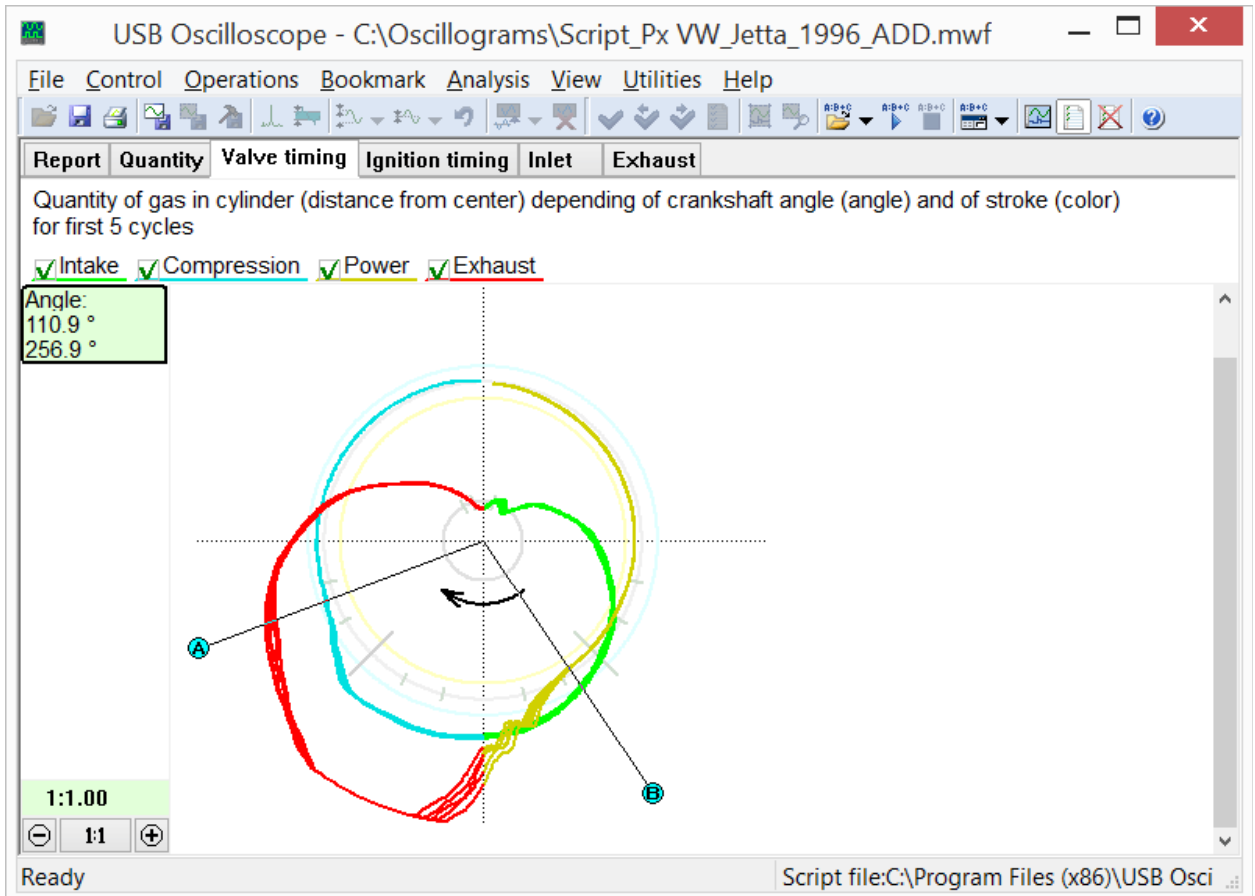 USB Oscilloscope - C:\Oscillograms\Script_Px VW_Jetta_1996_ADD.mwf
File Control Operations Bookmark Analysis View Utilities Help
A:B+C A:B+C A:B+C A:B+C
Report Quantity Valve timing Ignition timing Inlet Exhaust
Quantity of gas in cylinder (distance from center) depending of crankshaft angle (angle) and of stroke (color)
for first 5 cycles
Intake Compression Power Exhaust
Angle:
110.9 °
256.9 °
A
B
1:1.00
1:1
Ready Script file:C:\Program Files (x86)\USB Osci